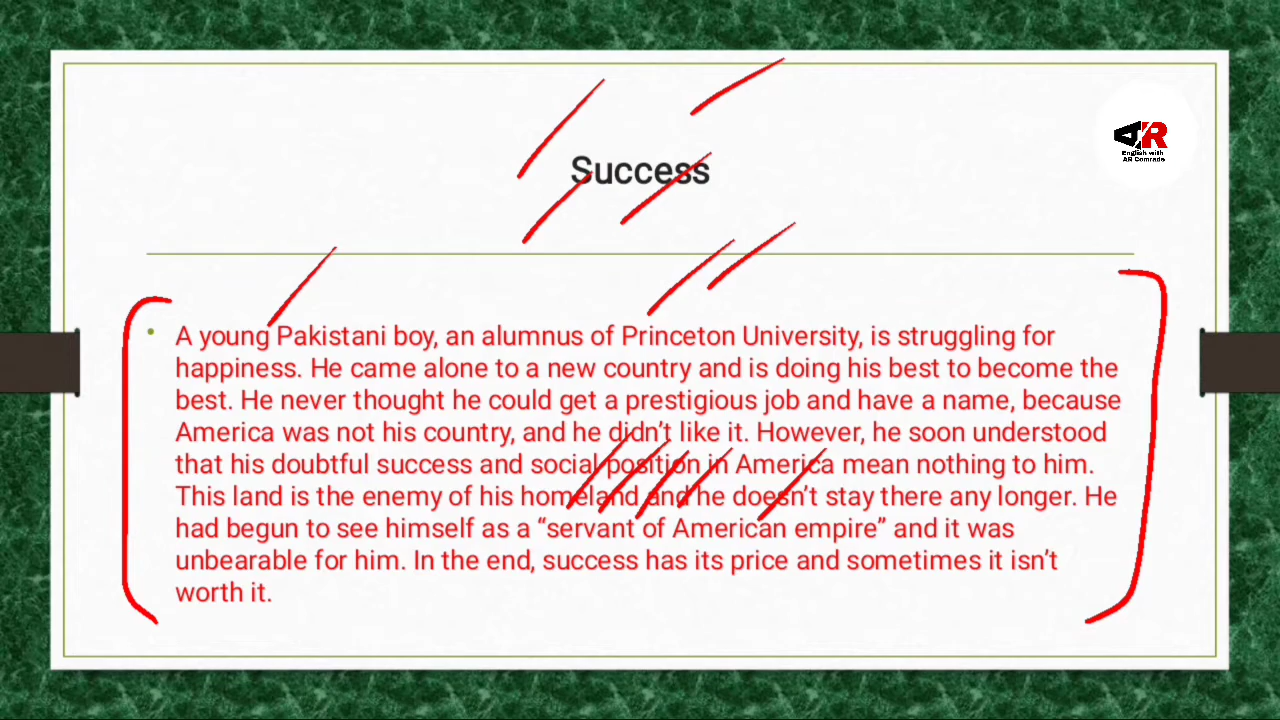 Success
AR
English with
AR Comrade
• A young Pakistani boy, an alumnus of Princeton University, is struggling for
happiness. He came alone to a new country and is doing his best to become the
best. He never thought he could get a prestigious job and have a name, because
America was not his country, and he didn’t like it. However, he soon understood
that his doubtful success and social position in America mean nothing to him.
This land is the enemy of his homeland and he doesn’t stay there any longer. He
had begun to see himself as a “servant of American empire” and it was
unbearable for him. In the end, success has its price and sometimes it isn’t
worth it.